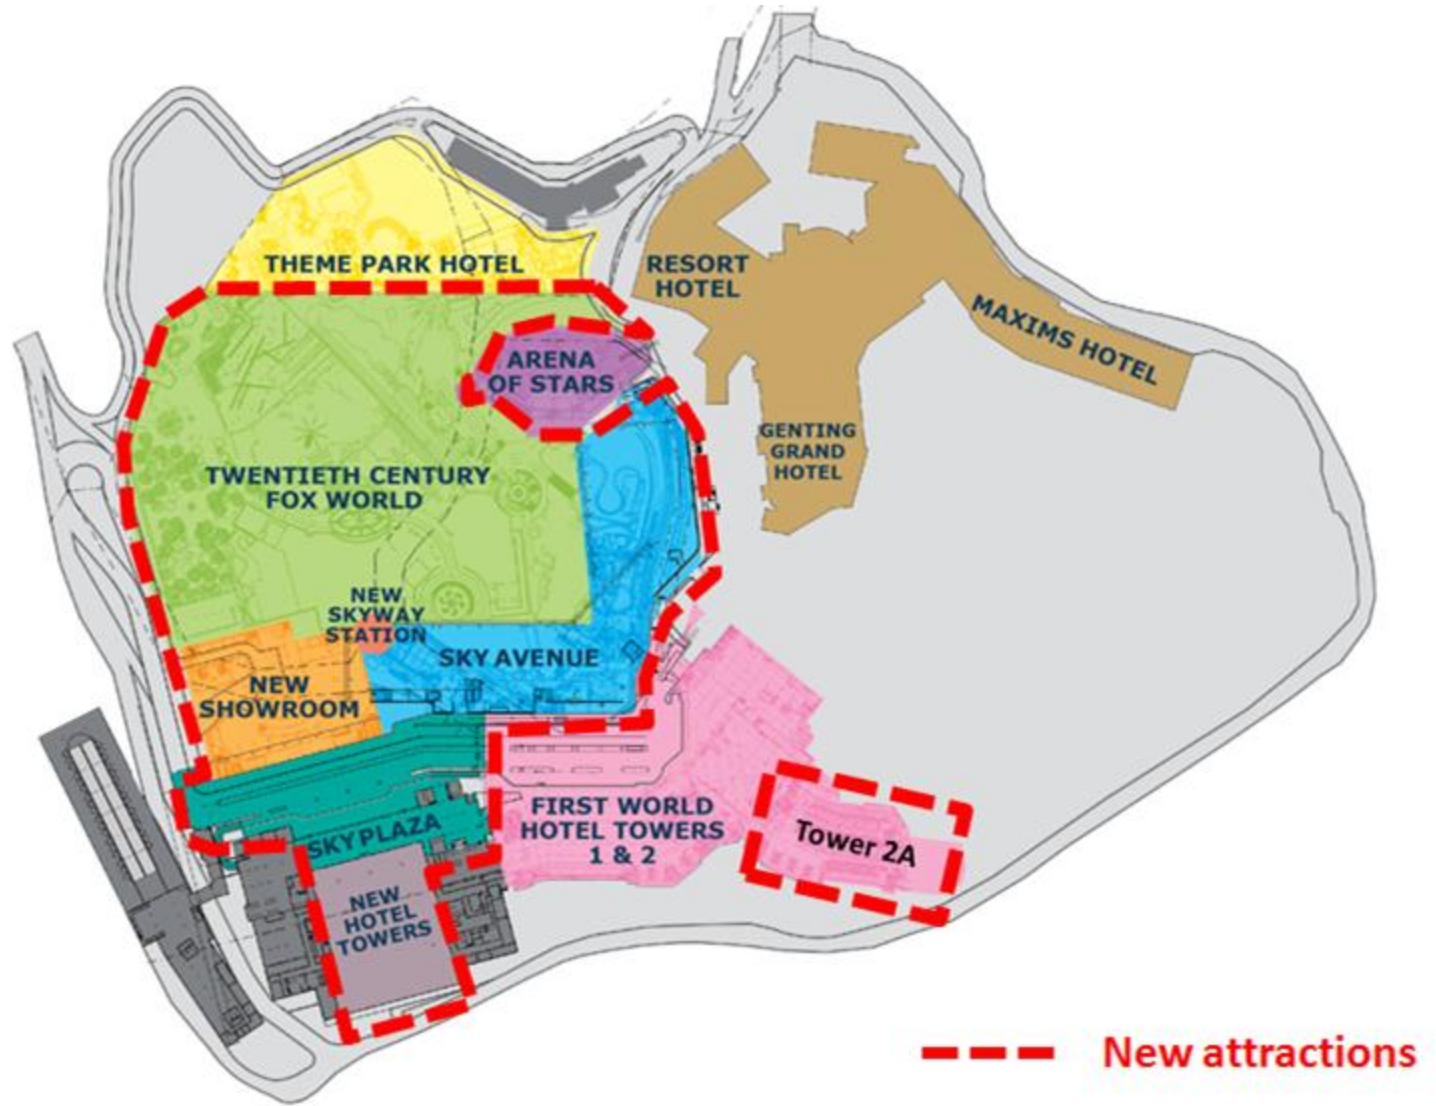 THEME PARK HOTEL
RESORT
HOTEL
MAXIMS HOTEL
ARENA
OF STARS
GENTING
GRAND
HOTEL
TWENTIETH CENTURY
FOX WORLD
NEW
SKYWAY
STATION
SKY AVENUE
NEW
SHOWROOM
FIRST WORLD
HOTEL TOWERS
1 & 2
Tower 2A
SKY PLAZA
NEW
HOTEL
TOWERS
New attractions